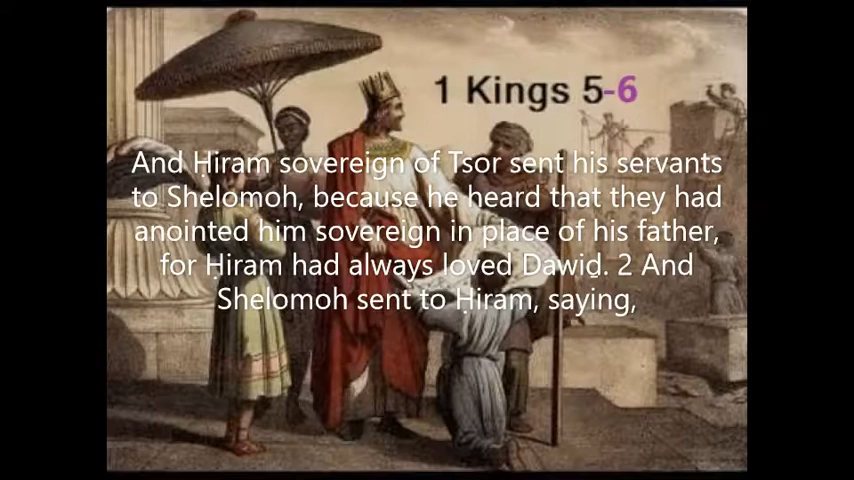 1 Kings 5-6
And Ḥiram sovereign of Tsor sent his servants
to Shelomoh, because he heard that they had
anointed him sovereign in place of his father,
for Ḥiram had always loved Dawiḏ. 2 And
Shelomoh sent to Ḥiram, saying,